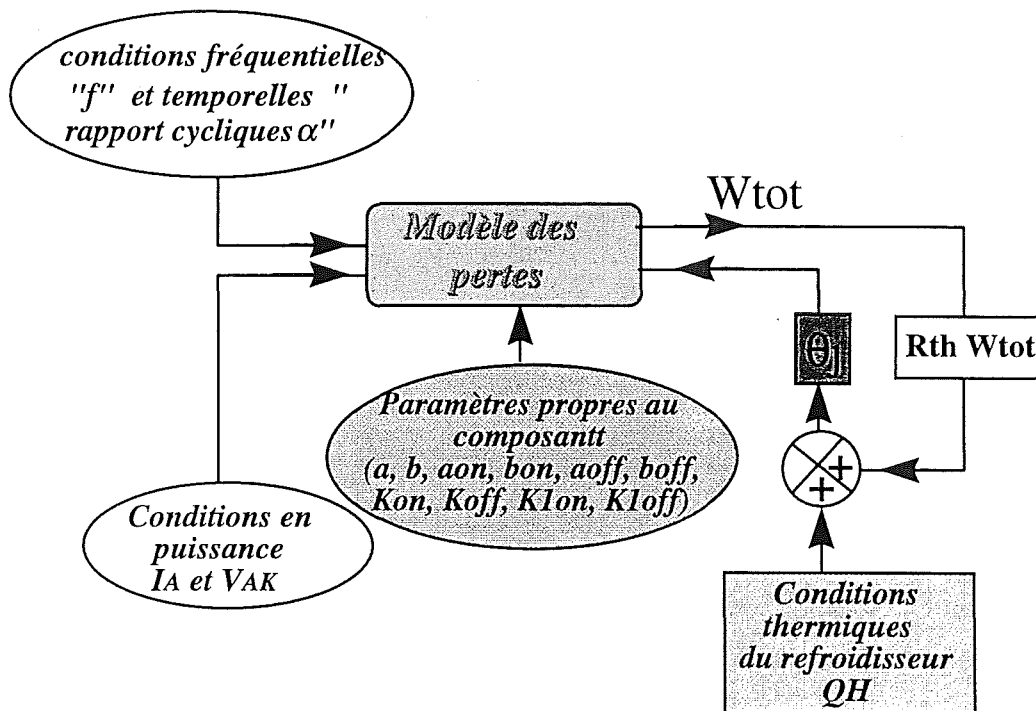 conditions fréquentielles
"f" et temporelles "
rapport cycliques α"
Wtot
Modèle des
pertes
θj
Rth Wtot
Paramètres propres au
composantt
(a, b, aon, bon, aoff, boff,
Kon, Koff, K1on, K1off)
+
+
Conditions en
puissance
IA et VAK
Conditions
thermiques
du refroidisseur
QH